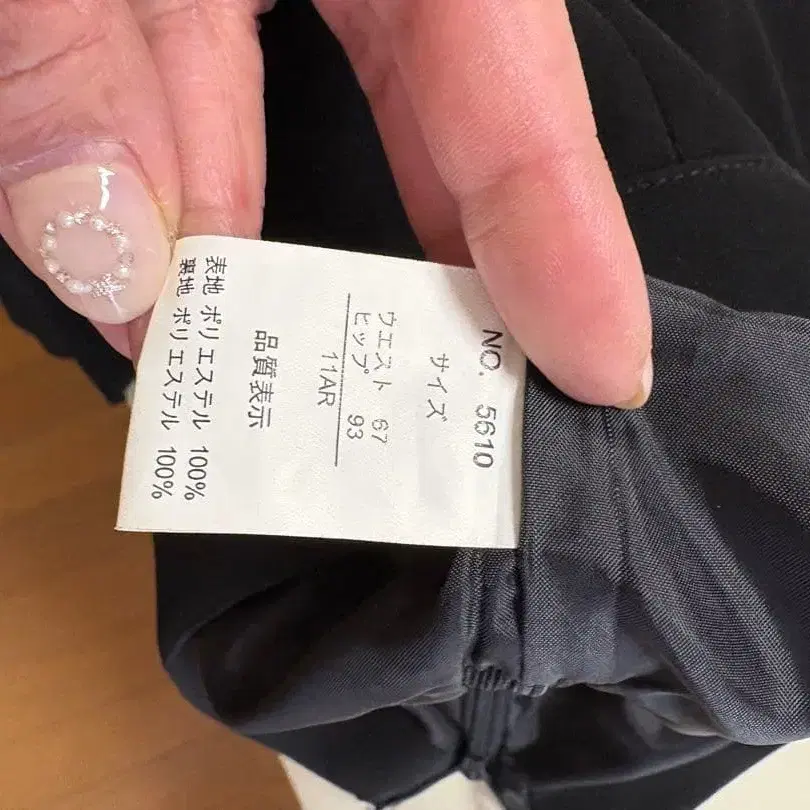 NO. 5610
サイズ
ウエスト 67
ヒップ 93
11AR
品質表示
表地 ポリエステル 100%
裏地 ポリエステル 100%